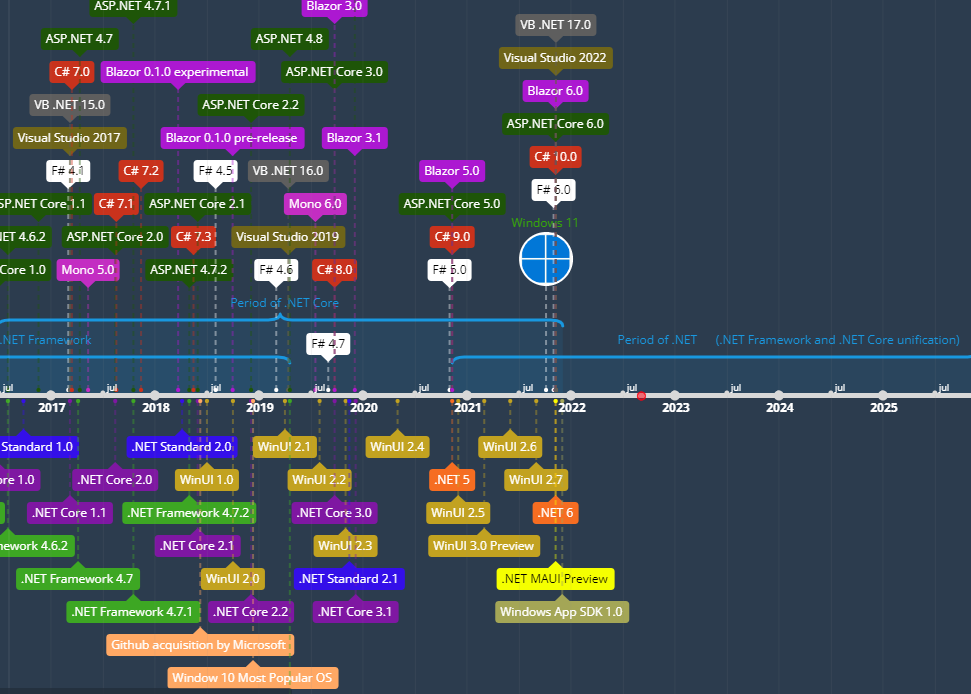 ASP.NET 4.7.1
Blazor 3.0
VB .NET 17.0
ASP.NET 4.7
ASP.NET 4.8
Visual Studio 2022
C# 7.0
Blazor 0.1.0 experimental
ASP.NET Core 3.0
Blazor 6.0
VB .NET 15.0
ASP.NET Core 2.2
ASP.NET Core 6.0
Visual Studio 2017
Blazor 0.1.0 pre-release
Blazor 3.1
C# 10.0
F# 4.1
C# 7.2
F# 4.5
VB .NET 16.0
Blazor 5.0
F# 6.0
SP.NET Core 1.1
C# 7.1
ASP.NET Core 2.1
Mono 6.0
ASP.NET Core 5.0
Windows 11
NET 4.6.2
ASP.NET Core 2.0
C# 7.3
Visual Studio 2019
C# 9.0
Core 1.0
Mono 5.0
ASP.NET 4.7.2
F# 4.6
C# 8.0
F# 5.0
Period of .NET Core
.NET Framework
F# 4.7
Period of .NET (.NET Framework and .NET Core unification)
jul jul jul jul jul jul jul jul jul jul
2017 2018 2019 2020 2021 2022 2023 2024 2025
Standard 1.0
.NET Standard 2.0
WinUI 2.1
WinUI 2.4
WinUI 2.6
ore 1.0
.NET Core 2.0
WinUI 1.0
WinUI 2.2
.NET 5
WinUI 2.7
.NET Core 1.1
.NET Framework 4.7.2
.NET Core 3.0
WinUI 2.5
.NET 6
mework 4.6.2
.NET Core 2.1
WinUI 2.3
WinUI 3.0 Preview
.NET Framework 4.7
WinUI 2.0
.NET Standard 2.1
.NET MAUI Preview
.NET Framework 4.7.1
.NET Core 2.2
.NET Core 3.1
Windows App SDK 1.0
Github acquisition by Microsoft
Window 10 Most Popular OS